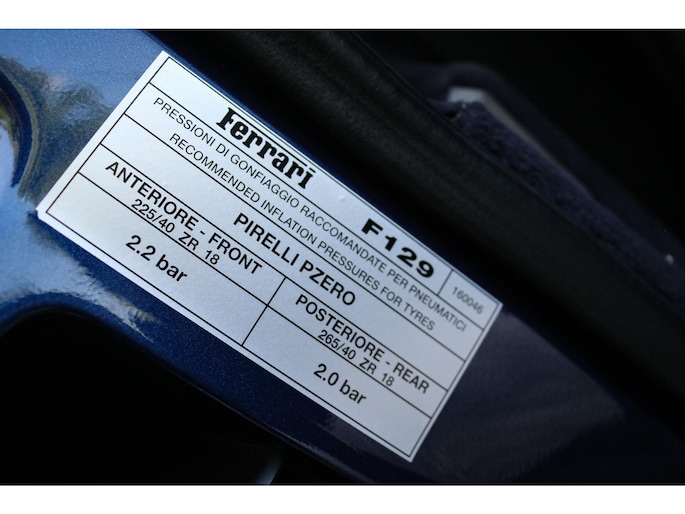 Ferrari F129
PRESSIONI DI GONFIAGGIO RACCOMANDATE PER PNEUMATICI
RECOMMENDED INFLATION PRESSURES FOR TYRES
160046
PIRELLI PZERO
ANTERIORE - FRONT
225/40 ZR 18
2.2 bar
POSTERIORE - REAR
265/40 ZR 18
2.0 bar